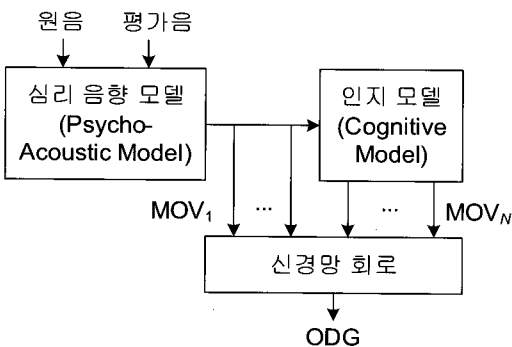 원음 평가음
심리 음향 모델
(Psycho-
Acoustic Model)
인지 모델
(Cognitive
Model)
MOV₁ ... ... MOV_N
신경망 회로
ODG